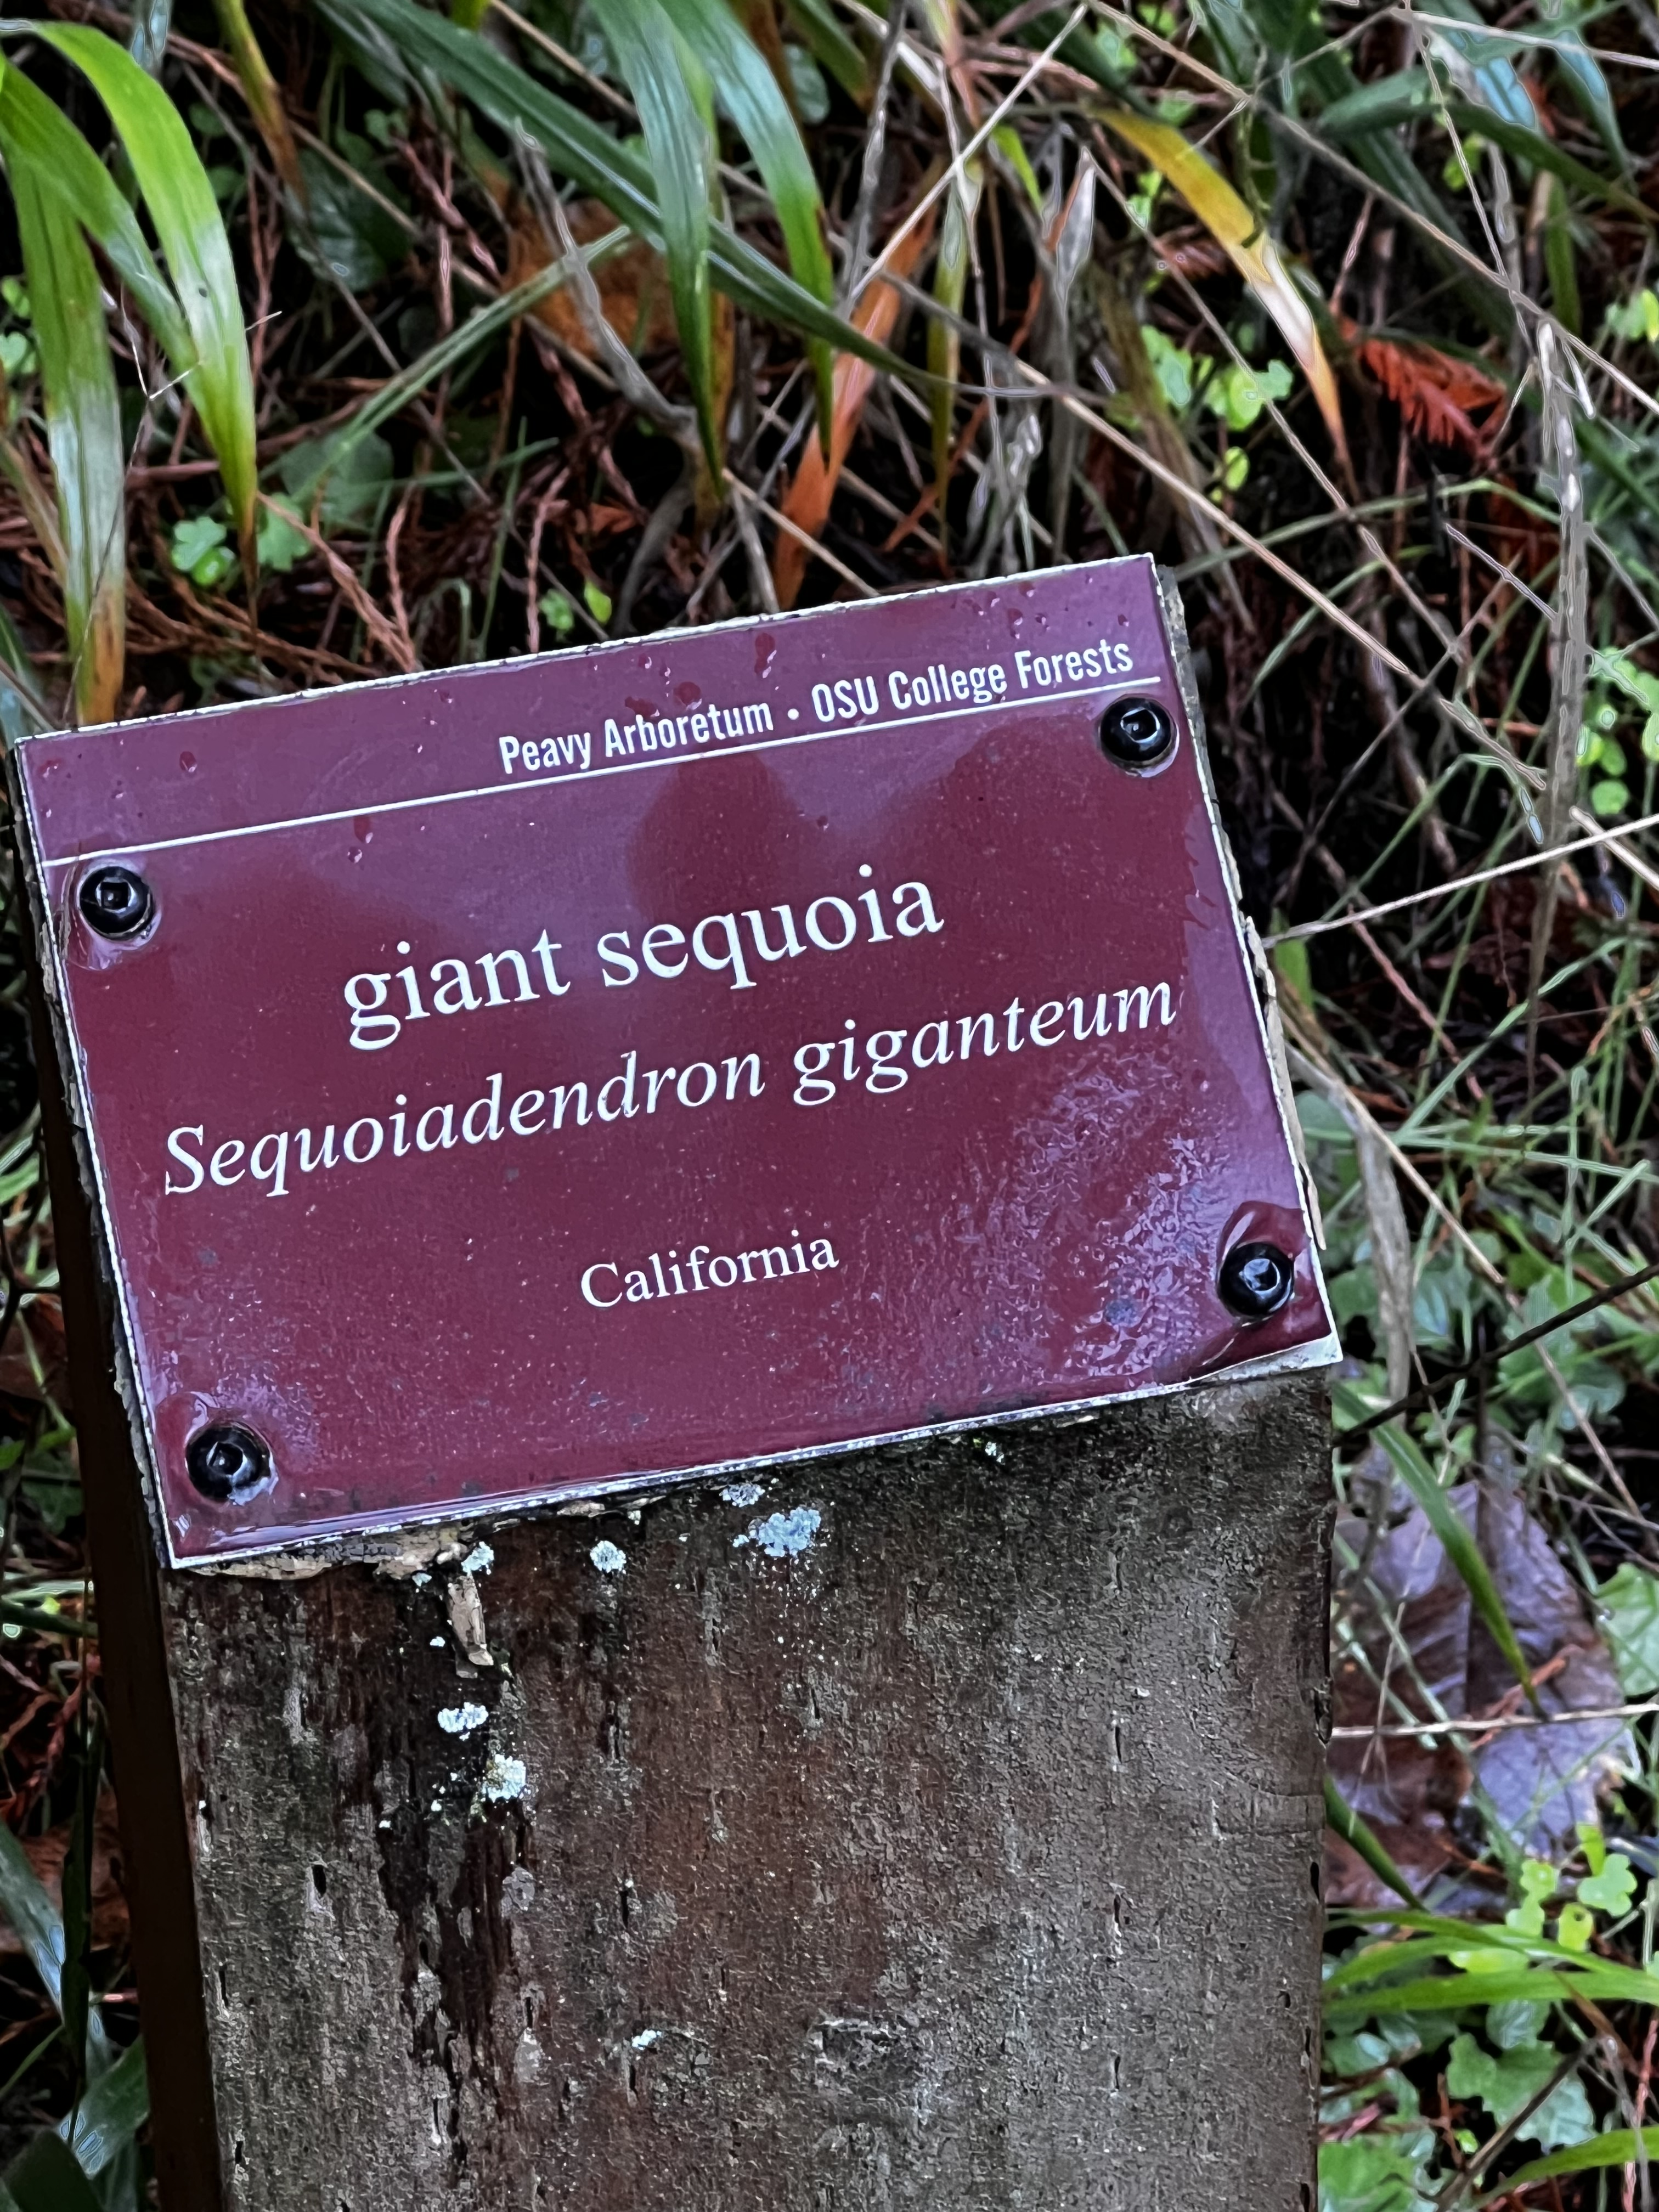 Peavy Arboretum • OSU College Forests
giant sequoia
Sequoiadendron giganteum
California